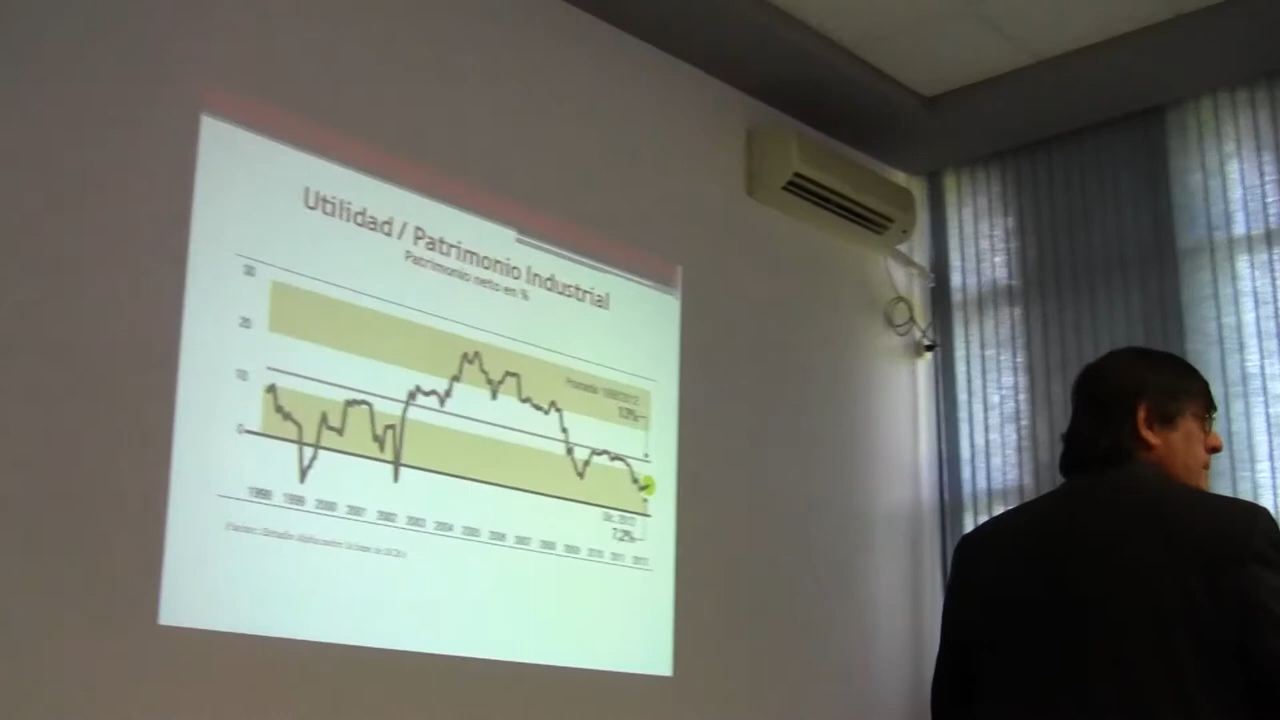 Utilidad / Patrimonio Industrial
Patrimonio neto en %
30
20
10
0
Promedio 1998/2012
13%
Dic. 2012
7,2%
1998 1999 2000 2001 2002 2003 2004 2005 2006 2007 2008 2009 2010 2011 2012